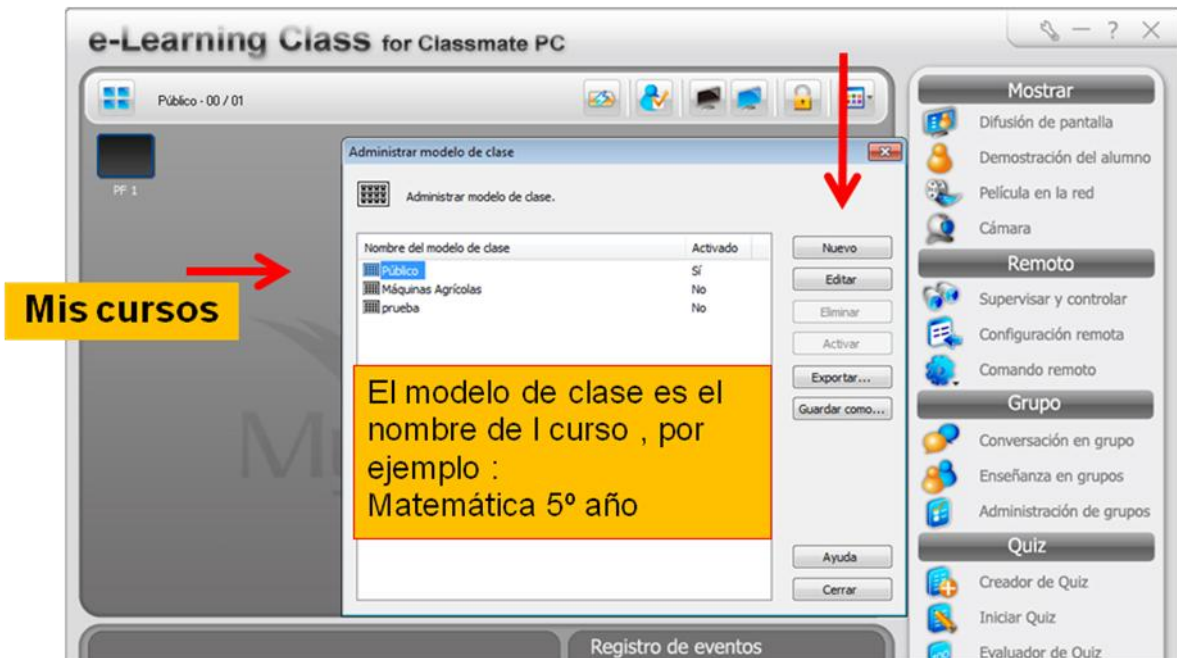 e-Learning Class for Classmate PC
Público - 00 / 01
PF 1
Mis cursos
Administrar modelo de clase
Administrar modelo de clase.
Nombre del modelo de clase Activado
Público Sí
Máquinas Agrícolas No
prueba No
Nuevo
Editar
Eliminar
Activar
Exportar...
Guardar como...
El modelo de clase es el
nombre de l curso , por
ejemplo :
Matemática 5º año
Ayuda
Cerrar
Registro de eventos
Mostrar
Difusión de pantalla
Demostración del alumno
Película en la red
Cámara
Remoto
Supervisar y controlar
Configuración remota
Comando remoto
Grupo
Conversación en grupo
Enseñanza en grupos
Administración de grupos
Quiz
Creador de Quiz
Iniciar Quiz
Evaluador de Quiz